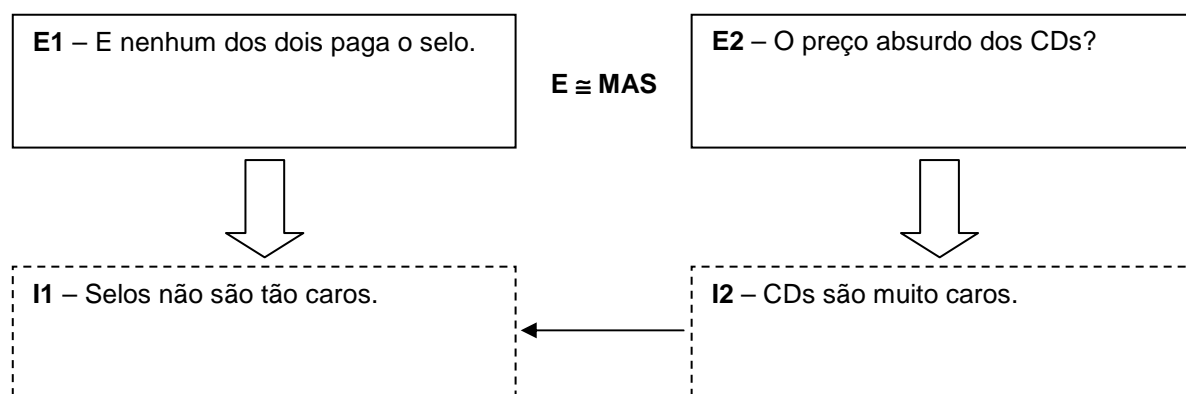 E1 – E nenhum dos dois paga o selo.
E2 – O preço absurdo dos CDs?
E ≅ MAS
I1 – Selos não são tão caros.
I2 – CDs são muito caros.